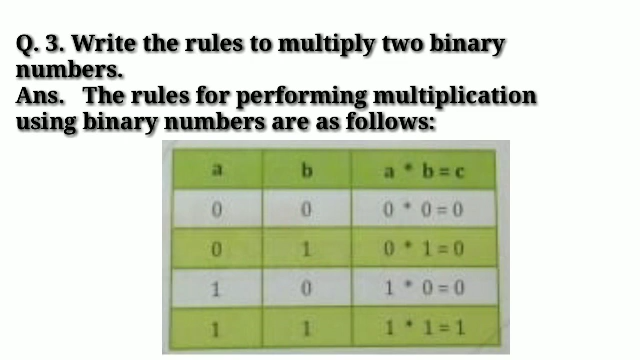 Q. 3. Write the rules to multiply two binary
numbers.
Ans. The rules for performing multiplication
using binary numbers are as follows:
a b a * b = c
0 0 0 * 0 = 0
0 1 0 * 1 = 0
1 0 1 * 0 = 0
1 1 1 * 1 = 1